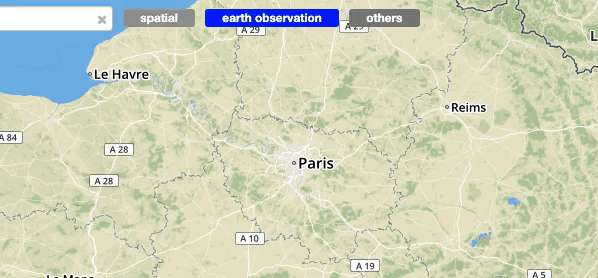 ✖ spatial earth observation others
A 29
A 29
L
Le Havre
Reims
A 84
A 28
Paris
A 28
A 10
A 19
Le Mans
A 5